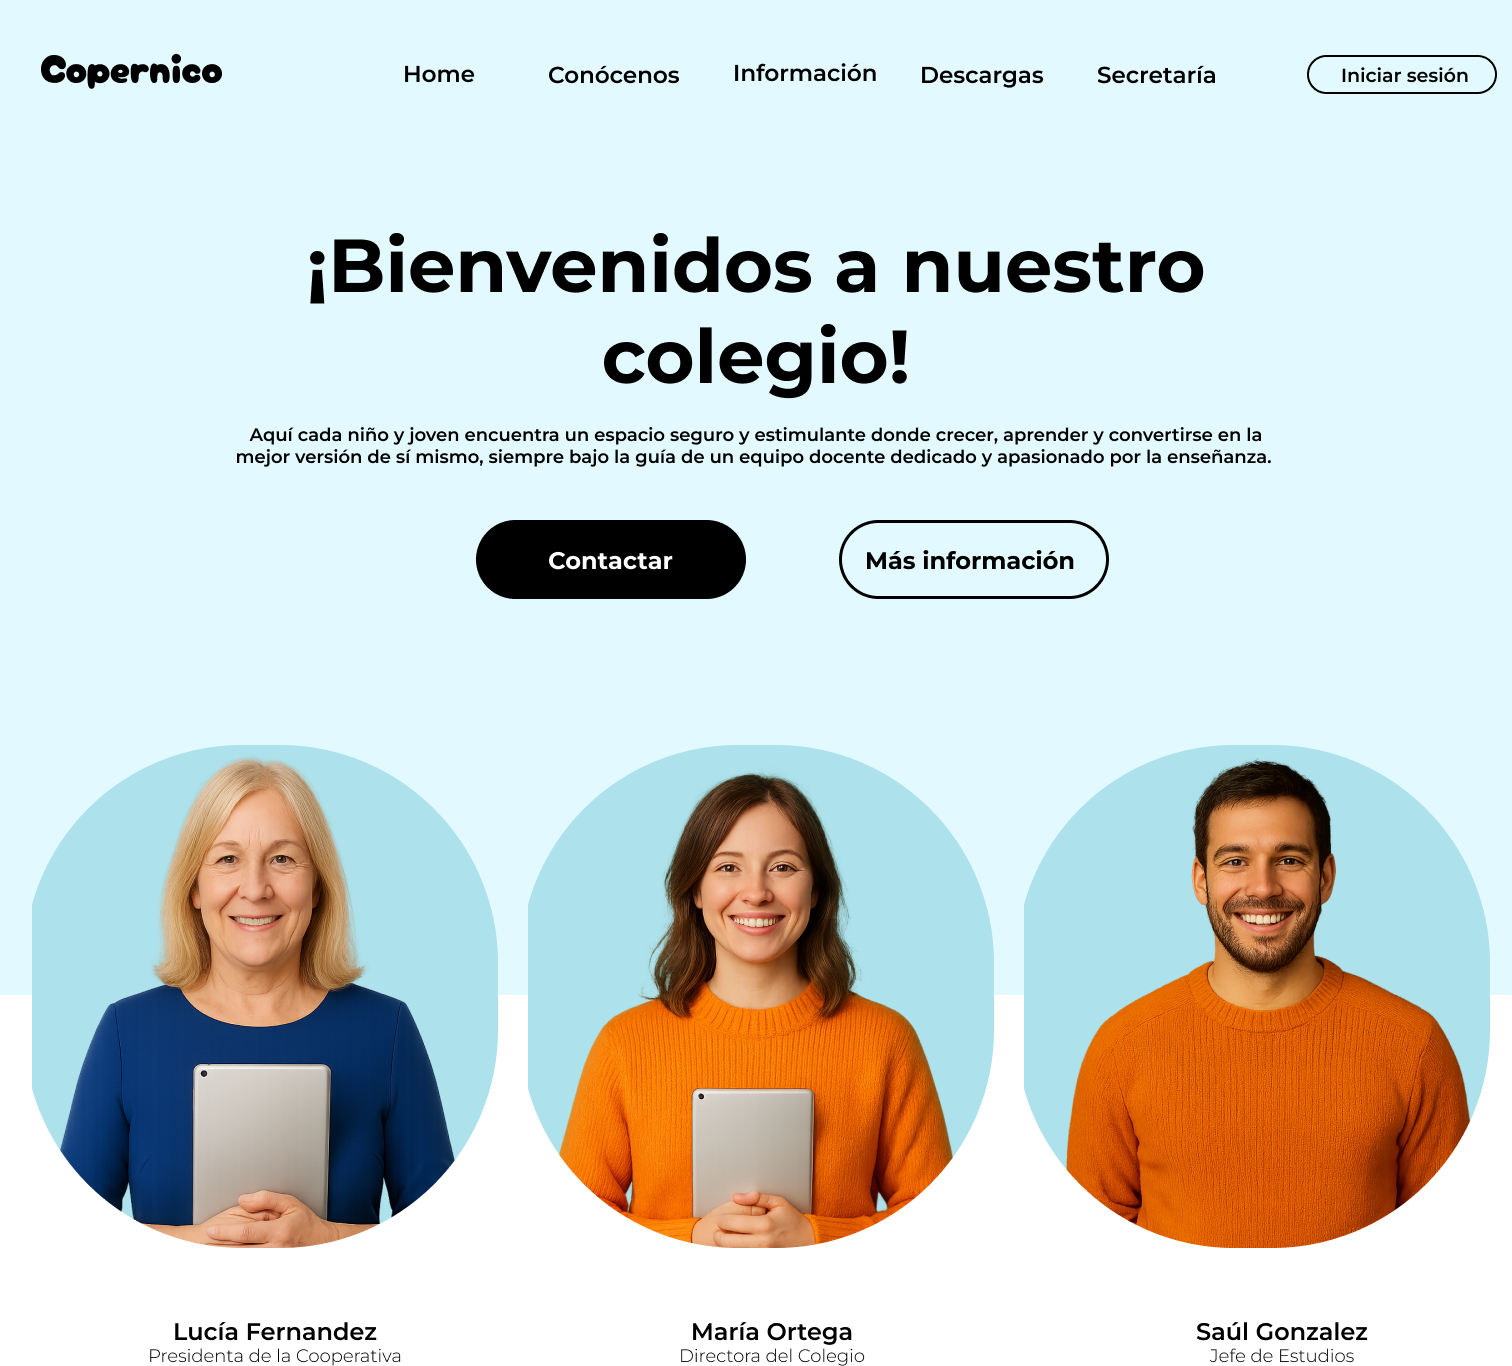 Copernico
Home
Conócenos
Información
Descargas
Secretaría
Iniciar sesión
¡Bienvenidos a nuestro
colegio!
Aquí cada niño y joven encuentra un espacio seguro y estimulante donde crecer, aprender y convertirse en la
mejor versión de sí mismo, siempre bajo la guía de un equipo docente dedicado y apasionado por la enseñanza.
Contactar
Más información
Lucía Fernandez
Presidenta de la Cooperativa
María Ortega
Directora del Colegio
Saúl Gonzalez
Jefe de Estudios